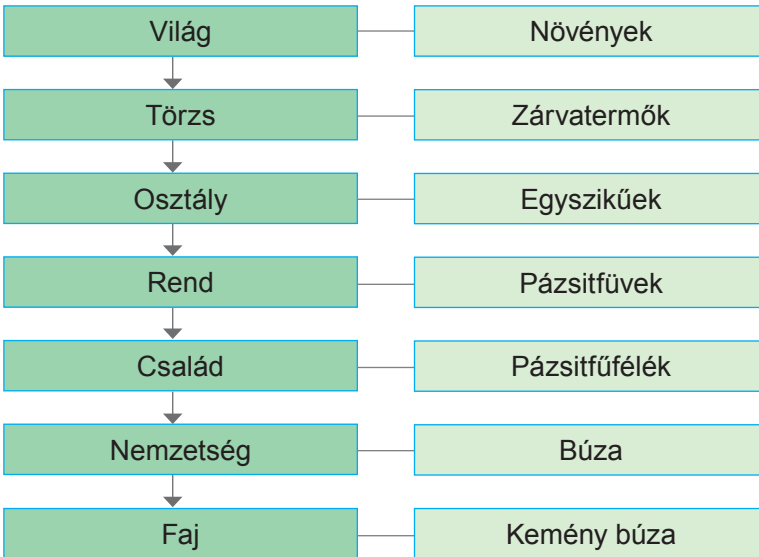 Világ
Növények
Törzs
Zárvatermők
Osztály
Egyszikűek
Rend
Pázsitfüvek
Család
Pázsitfűfélék
Nemzetség
Búza
Faj
Kemény búza